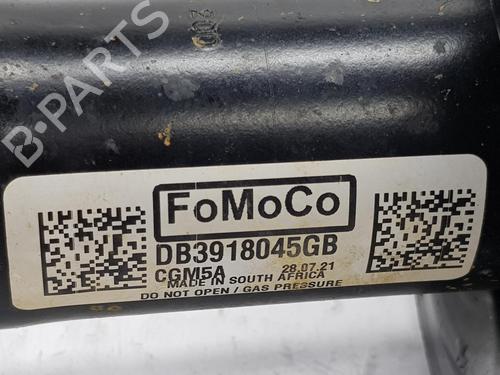 B-PARTS
FoMoCo
DB3918045GB
CGM5A 28.07.21
MADE IN SOUTH AFRICA
DO NOT OPEN / GAS PRESSURE